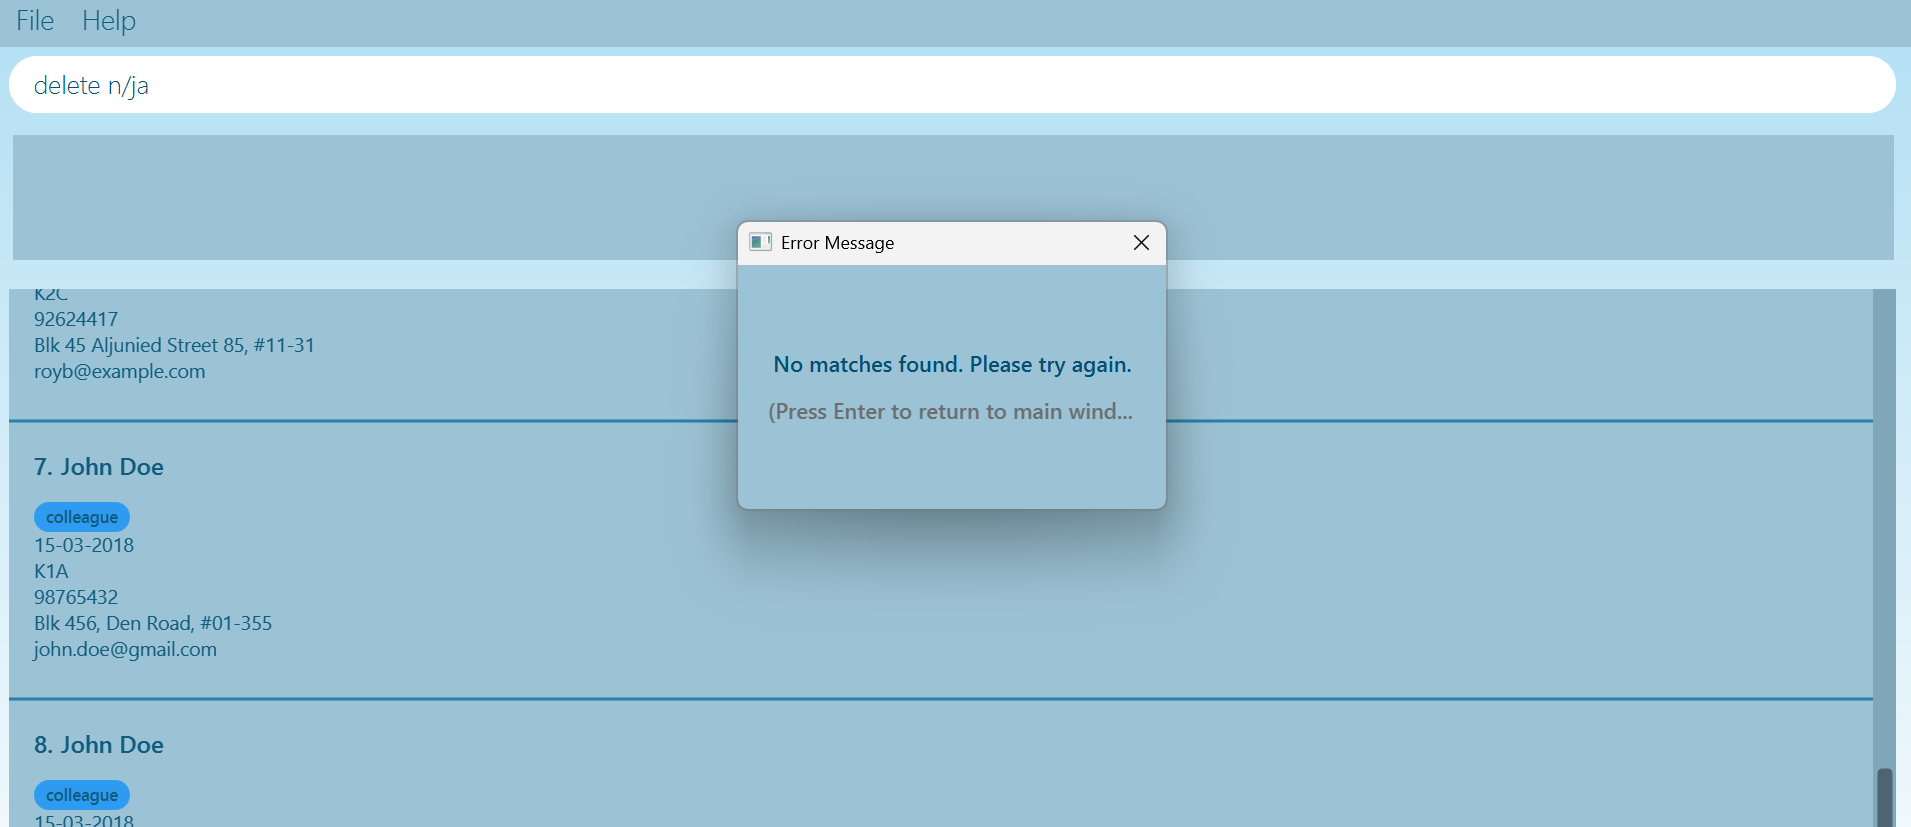 File Help
delete n/ja
Error Message
No matches found. Please try again.
(Press Enter to return to main wind...
K2C
92624417
Blk 45 Aljunied Street 85, #11-31
royb@example.com
7. John Doe
colleague
15-03-2018
K1A
98765432
Blk 456, Den Road, #01-355
john.doe@gmail.com
8. John Doe
colleague
15-03-2018